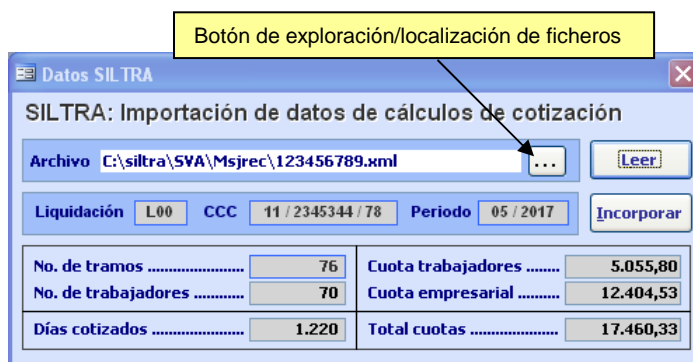 Botón de exploración/localización de ficheros
Datos SILTRA
SILTRA: Importación de datos de cálculos de cotización
Archivo C:\siltra\SVA\Msjrec\123456789.xml ... Leer
Liquidación L00 CCC 11 / 2345344 / 78 Periodo 05 / 2017 Incorporar
No. de tramos ....................... 76 Cuota trabajadores ........ 5.055,80
No. de trabajadores ............ 70 Cuota empresarial .......... 12.404,53
Días cotizados ...................... 1.220 Total cuotas ..................... 17.460,33